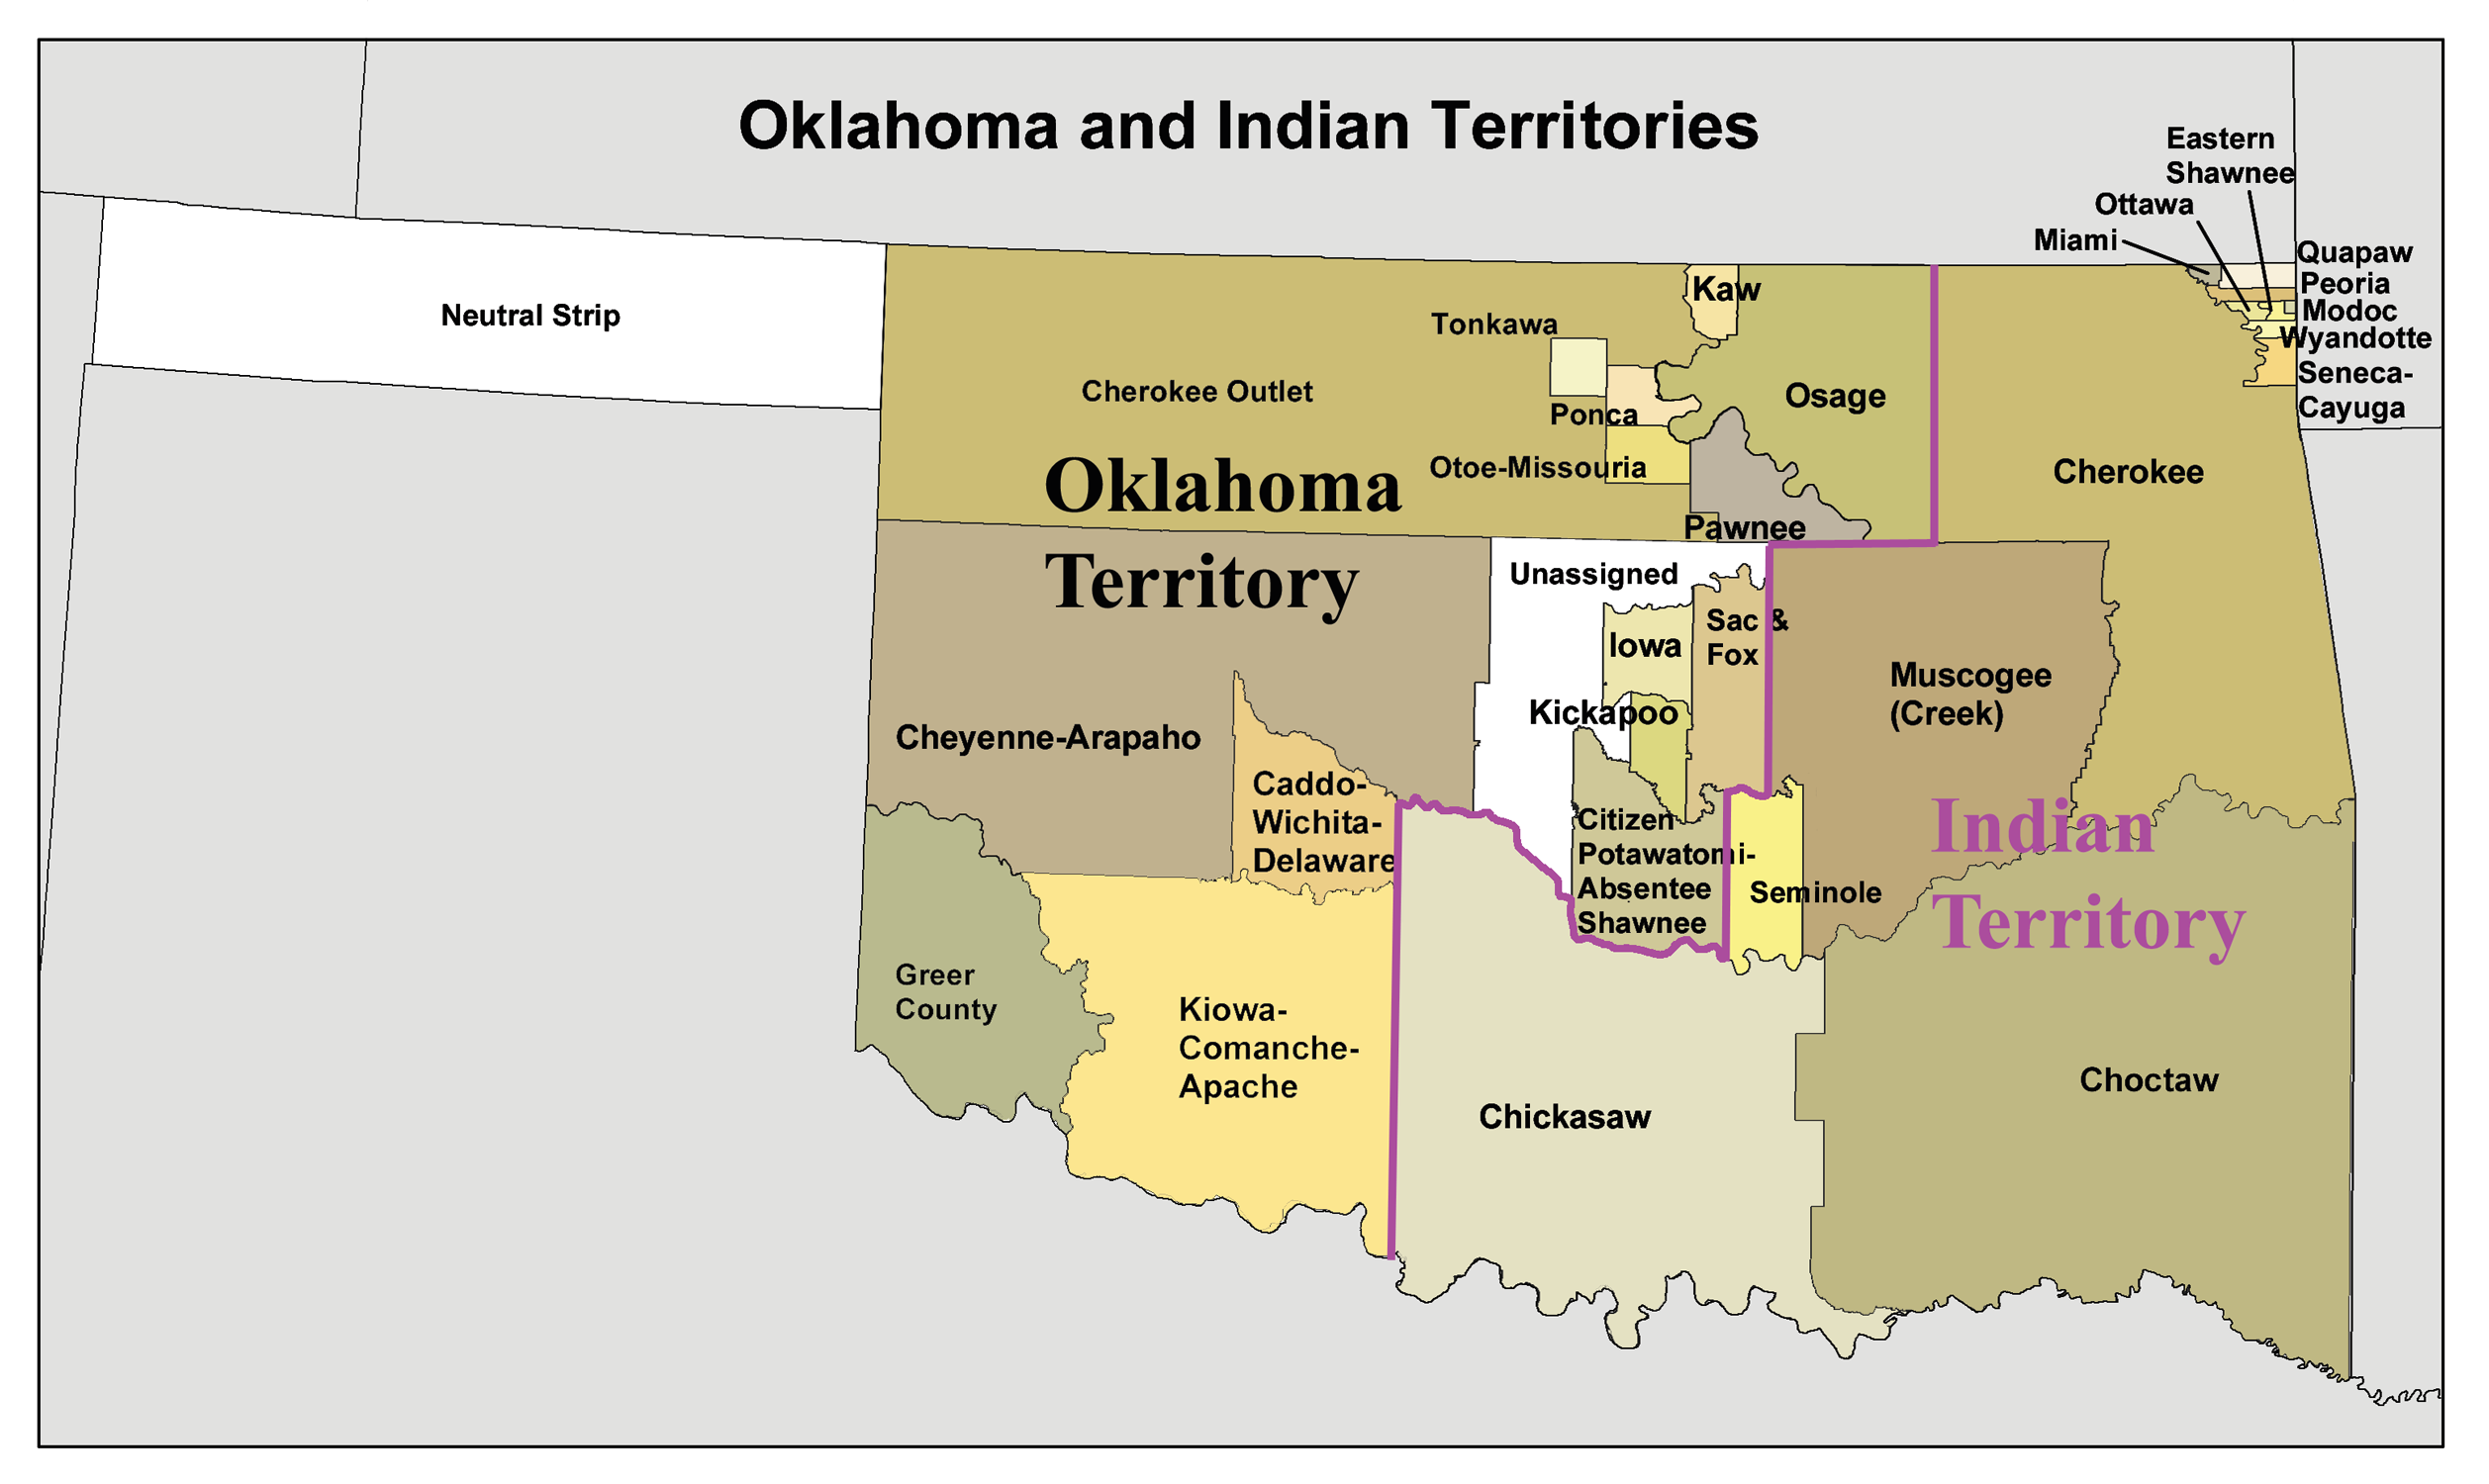 Oklahoma and Indian Territories
Eastern
Shawnee
Ottawa
Miami
Quapaw
Peoria
Modoc
Wyandotte
Seneca-
Cayuga
Neutral Strip
Kaw
Tonkawa
Cherokee Outlet
Osage
Ponca
Otoe-Missouria
Cherokee
Pawnee
Oklahoma
Territory
Unassigned
Iowa
Sac &
Fox
Kickapoo
Muscogee
(Creek)
Cheyenne-Arapaho
Caddo-
Wichita-
Delaware
Citizen
Potawatomi-
Absentee
Shawnee
Seminole
Indian
Territory
Greer
County
Kiowa-
Comanche-
Apache
Chickasaw
Choctaw